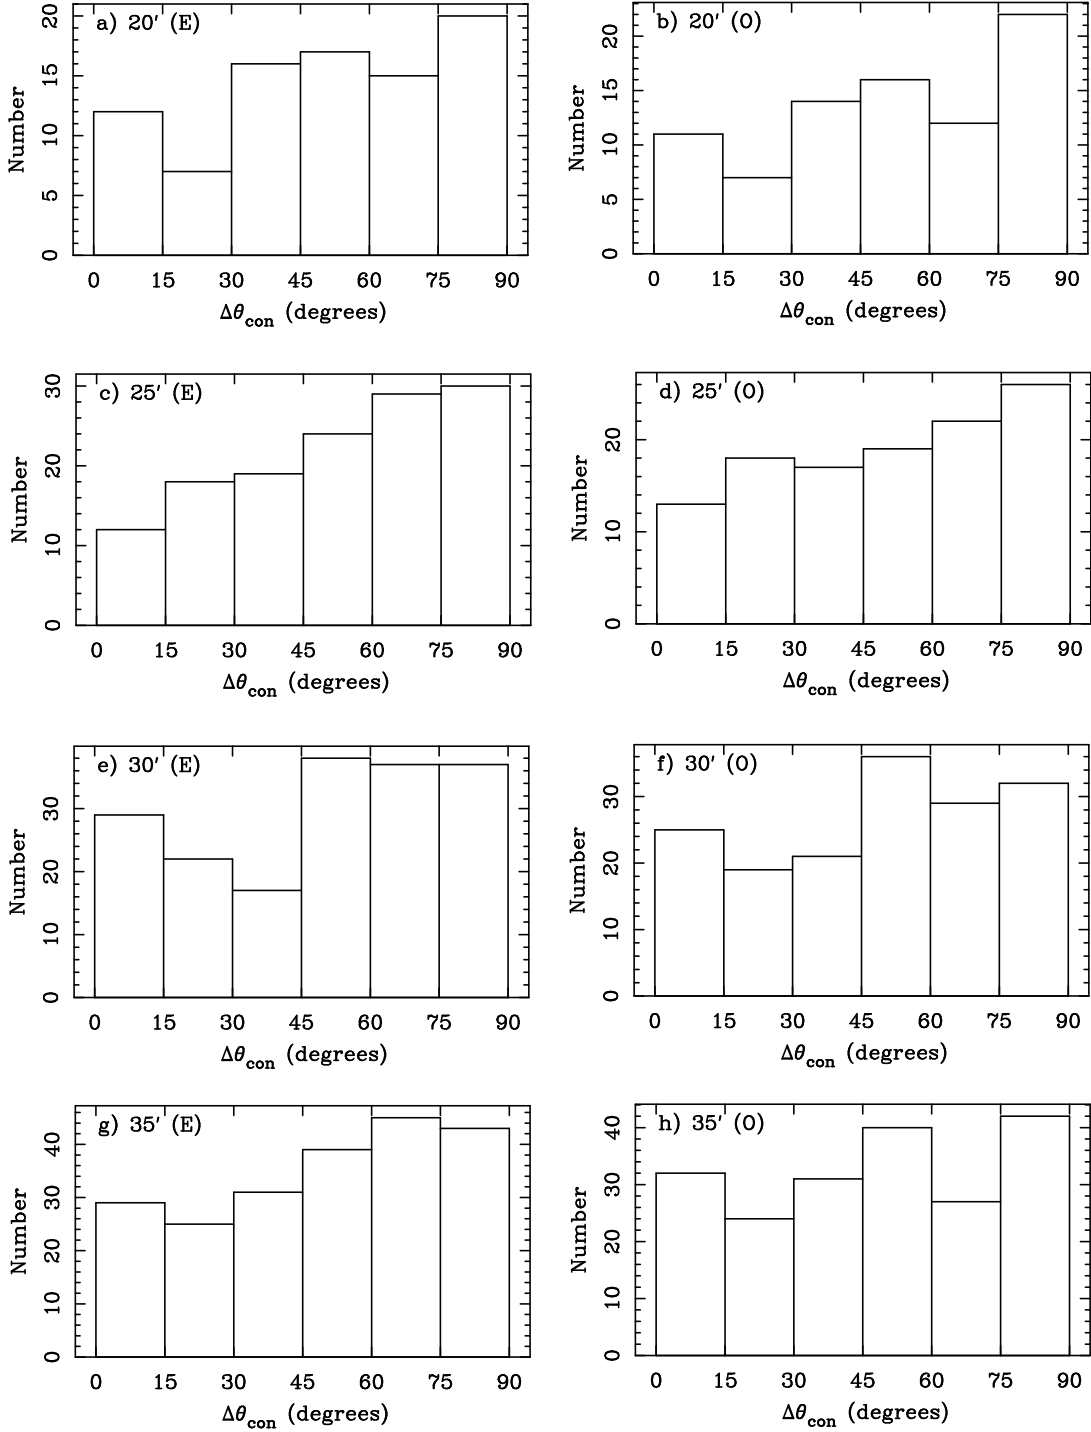 a) 20′ (E)
Number
0 5 10 15 20
0 15 30 45 60 75 90
Δθcon (degrees)
b) 20′ (O)
Number
0 5 10 15 20
0 15 30 45 60 75 90
Δθcon (degrees)
c) 25′ (E)
Number
0 10 20 30
0 15 30 45 60 75 90
Δθcon (degrees)
d) 25′ (O)
Number
0 10 20
0 15 30 45 60 75 90
Δθcon (degrees)
e) 30′ (E)
Number
0 10 20 30
0 15 30 45 60 75 90
Δθcon (degrees)
f) 30′ (O)
Number
0 10 20 30
0 15 30 45 60 75 90
Δθcon (degrees)
g) 35′ (E)
Number
0 10 20 30 40
0 15 30 45 60 75 90
Δθcon (degrees)
h) 35′ (O)
Number
0 10 20 30 40
0 15 30 45 60 75 90
Δθcon (degrees)